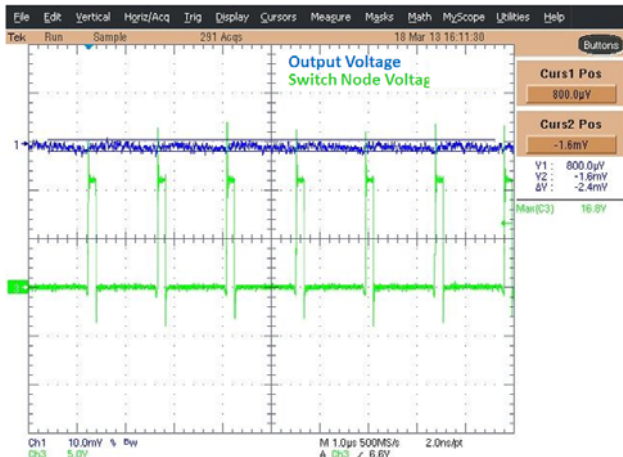 File Edit Vertical Horiz/Acq Trig Display Cursors Measure Masks Math MyScope Utilities Help
Tek Run Sample 291 Acqs 18 Mar 13 16:11:30
Buttons
Output Voltage
Switch Node Voltag
Curs1 Pos
800.0µV
Curs2 Pos
-1.6mV
V1: 800.0µV
V2: -1.6mV
ΔV: -2.4mV
Max(C3) 16.8V
1
3
Ch1 10.0mV % Bw M 1.0µs 500MS/s 2.0ns/pt
Ch3 5.0V A Ch3 / 6.6V